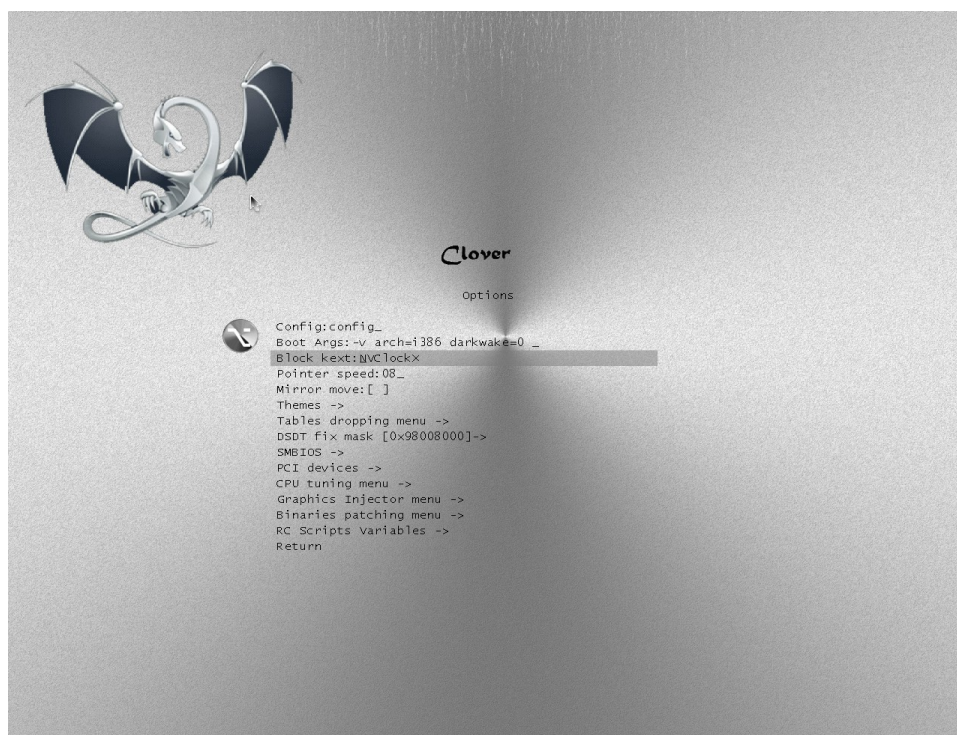 Clover
Options
Config:config_
Boot Args:-v arch=i386 darkwake=0 _
Block kext:NVClockX
Pointer speed:08_
Mirror move:[ ]
Themes ->
Tables dropping menu ->
DSDT fix mask [0x98008000]->
SMBIOS ->
PCI devices ->
CPU tuning menu ->
Graphics Injector menu ->
Binaries patching menu ->
RC Scripts Variables ->
Return